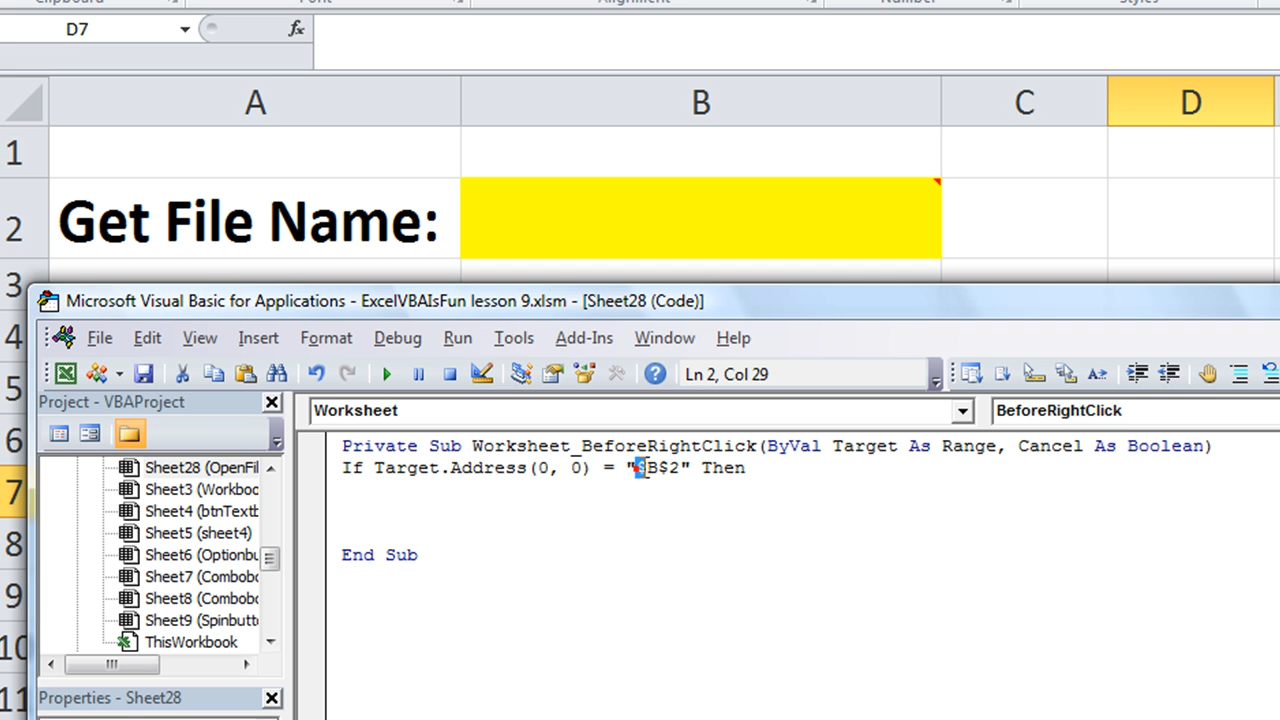 D7
fx
A B C D
1
2 Get File Name:
3
4
5
6
7
8
9
10
11
Microsoft Visual Basic for Applications - ExcelVBAIsFun lesson 9.xlsm - [Sheet28 (Code)]
File Edit View Insert Format Debug Run Tools Add-Ins Window Help
Ln 2, Col 29
Project - VBAProject
Worksheet
BeforeRightClick
Sheet28 (OpenFil
Sheet3 (Workboo
Sheet4 (btnTextb
Sheet5 (sheet4)
Sheet6 (Optionbu
Sheet7 (Combobo
Sheet8 (Combobo
Sheet9 (Spinbutt
ThisWorkbook
Properties - Sheet28
Private Sub Worksheet_BeforeRightClick(ByVal Target As Range, Cancel As Boolean)
If Target.Address(0, 0) = "$B$2" Then
End Sub